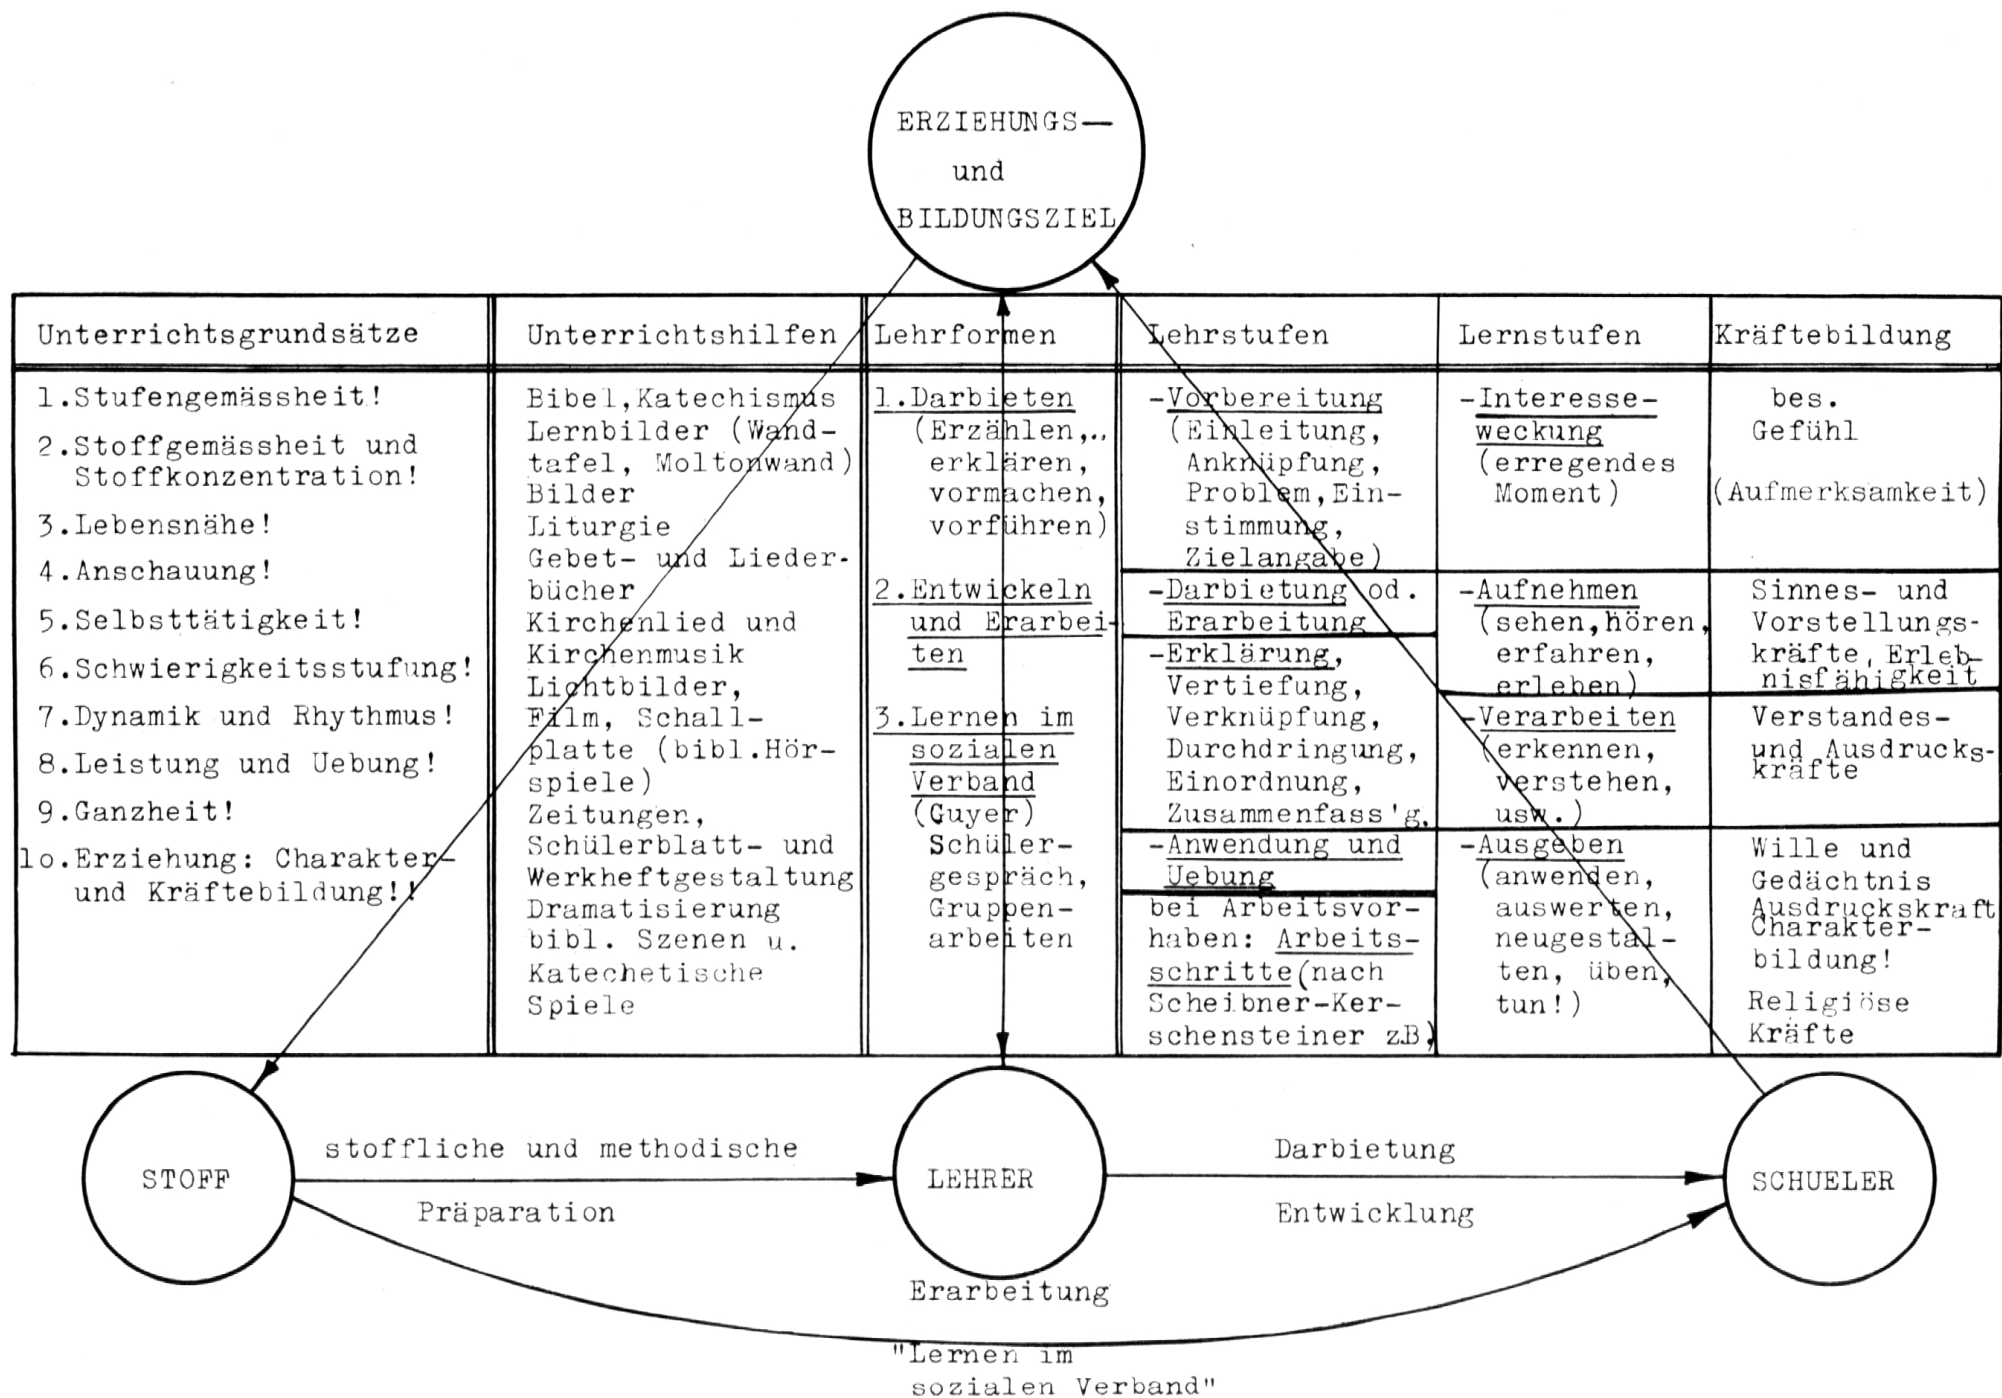 ERZIEHUNGS—
und
BILDUNGSZIEL
Unterrichtsgrundsätze
1.Stufengemässheit!
2.Stoffgemässheit und
Stoffkonzentration!
3.Lebensnähe!
4.Anschauung!
5.Selbsttätigkeit!
6.Schwierigkeitsstufung!
7.Dynamik und Rhythmus!
8.Leistung und Uebung!
9.Ganzheit!
1o.Erziehung: Charakter-
und Kräftebildung!!
Unterrichtshilfen
Bibel,Katechismus
Lernbilder (Wand-
tafel, Moltonwand)
Bilder
Liturgie
Gebet- und Lieder-
bücher
Kirchenlied und
Kirchenmusik
Lichtbilder,
Film, Schall-
platte (bibl.Hör-
spiele)
Zeitungen,
Schülerblatt- und
Werkheftgestaltung
Dramatisierung
bibl. Szenen u.
Katechetische
Spiele
Lehrformen
1.Darbieten
(Erzählen,..
erklären,
vormachen,
vorführen)
2.Entwickeln
und Erarbei-
ten
3.Lernen im
sozialen
Verband
(Guyer)
Schüler-
gespräch,
Gruppen-
arbeiten
Lehrstufen
-Vorbereitung
(Einleitung,
Anknüpfung,
Problem,Ein-
stimmung,
Zielangabe)
-Darbietung od.
Erarbeitung
-Erklärung,
Vertiefung,
Verknüpfung,
Durchdringung,
Einordnung,
Zusammenfass'g.
-Anwendung und
Uebung
bei Arbeitsvor-
haben: Arbeits-
schritte(nach
Scheibner-Ker-
schensteiner z.B)
Lernstufen
-Interesse-
weckung
(erregendes
Moment)
-Aufnehmen
(sehen,hören,
erfahren,
erleben)
-Verarbeiten
(erkennen,
verstehen,
usw.)
-Ausgeben
(anwenden,
auswerten,
neugestal-
ten, üben,
tun!)
Kräftebildung
bes.
Gefühl
(Aufmerksamkeit)
Sinnes- und
Vorstellungs-
kräfte, Erleb-
nisfähigkeit
Verstandes-
und Ausdrucks-
kräfte
Wille und
Gedächtnis
Ausdruckskraft
Charakter-
bildung!
Religiöse
Kräfte
STOFF
stoffliche und methodische
Präparation
LEHRER
Darbietung
Entwicklung
SCHUELER
Erarbeitung
"Lernen im
sozialen Verband"